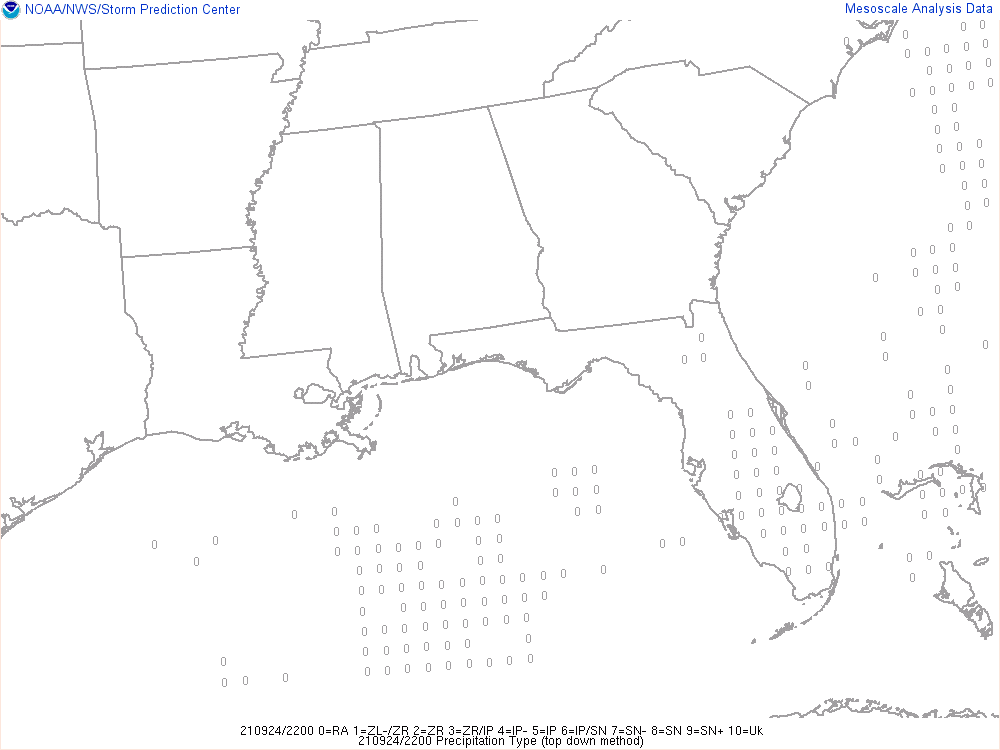 NOAA/NWS/Storm Prediction Center
Mesoscale Analysis Data
210924/2200 0=RA 1=ZL-/ZR 2=ZR 3=ZR/IP 4=IP- 5=IP 6=IP/SN 7=SN- 8=SN 9=SN+ 10=Uk
210924/2200 Precipitation Type (top down method)